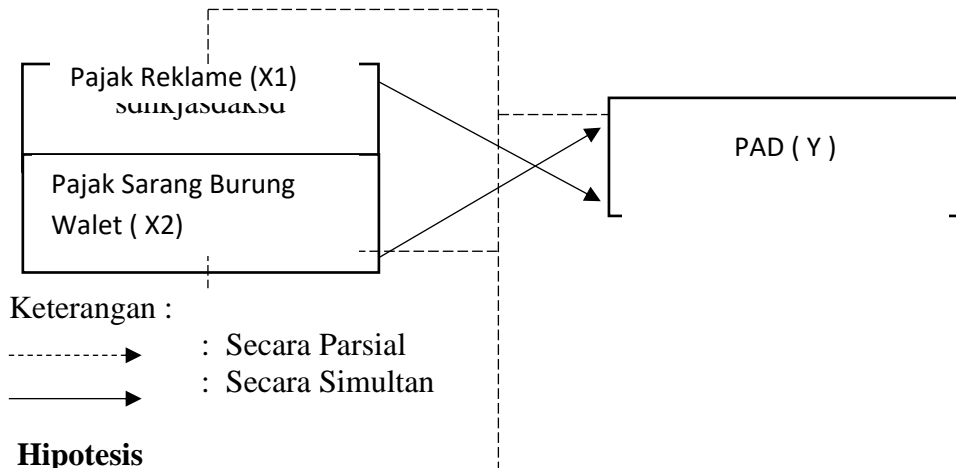 Pajak Reklame (X1)
PAD ( Y )
Pajak Sarang Burung
Walet ( X2)
Keterangan :
: Secara Parsial
: Secara Simultan
Hipotesis